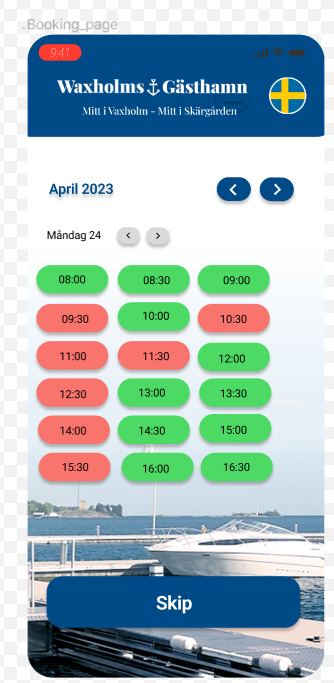 .Booking_page
9:41
Waxholms Gästhamn
Mitt i Vaxholm - Mitt i Skärgården
April 2023
Måndag 24
08:00 08:30 09:00
09:30 10:00 10:30
11:00 11:30 12:00
12:30 13:00 13:30
14:00 14:30 15:00
15:30 16:00 16:30
Skip